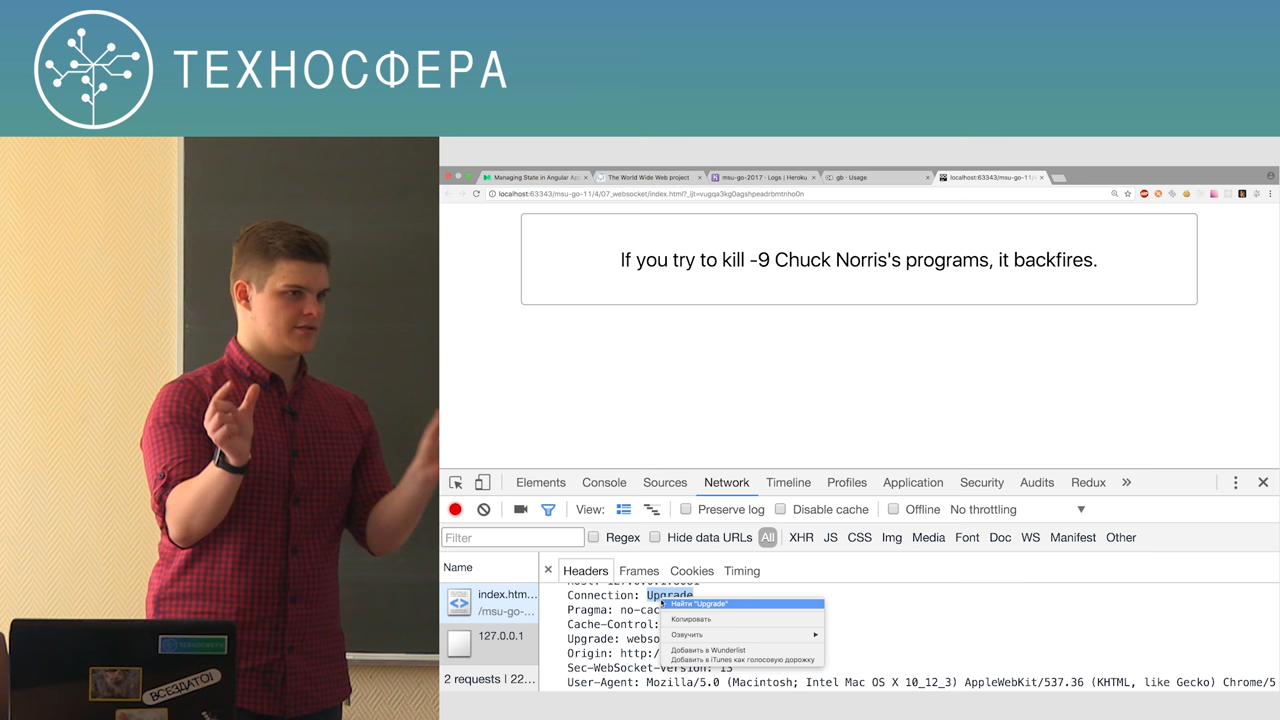 ТЕХНОСФЕРА
Managing State in Angular Ap
The World Wide Web project
msu-go-2017 · Logs | Heroku
gb · Usage
localhost:63343/msu-go-11/
localhost:63343/msu-go-11/4/07_websocket/index.html?_ijt=vugqa3kg0agshpeadrbmtnho0n
If you try to kill -9 Chuck Norris's programs, it backfires.
Elements Console Sources Network Timeline Profiles Application Security Audits Redux »
View: Preserve log Disable cache Offline No throttling
Filter Regex Hide data URLs All XHR JS CSS Img Media Font Doc WS Manifest Other
Name
Headers Frames Cookies Timing
index.htm...
/msu-go-...
127.0.0.1
2 requests | 22...
Connection: Upgrade
Pragma: no-cac
Cache-Control:
Upgrade: webso
Origin: http:/
Sec-WebSocket-Version: 13
User-Agent: Mozilla/5.0 (Macintosh; Intel Mac OS X 10_12_3) AppleWebKit/537.36 (KHTML, like Gecko) Chrome/5
Найти "Upgrade"
Копировать
Озвучить
Добавить в Wunderlist
Добавить в iTunes как голосовую дорожку
ТЕХНОСФЕРА
ВСЕЗДАТО!